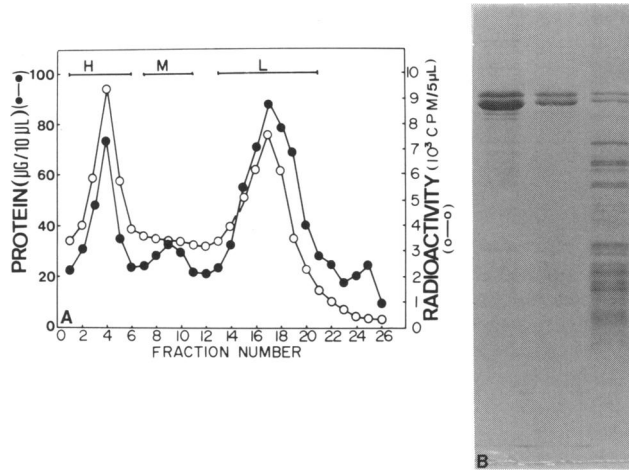 H M L
PROTEIN (µG/10 µL) (●—●)
100
80
60
40
20
0
10
9
8
7
6
5
4
3
2
1
0
RADIOACTIVITY (10³ CPM/5µL)
(○—○)
A
0 2 4 6 8 10 12 14 16 18 20 22 24 26
FRACTION NUMBER
B